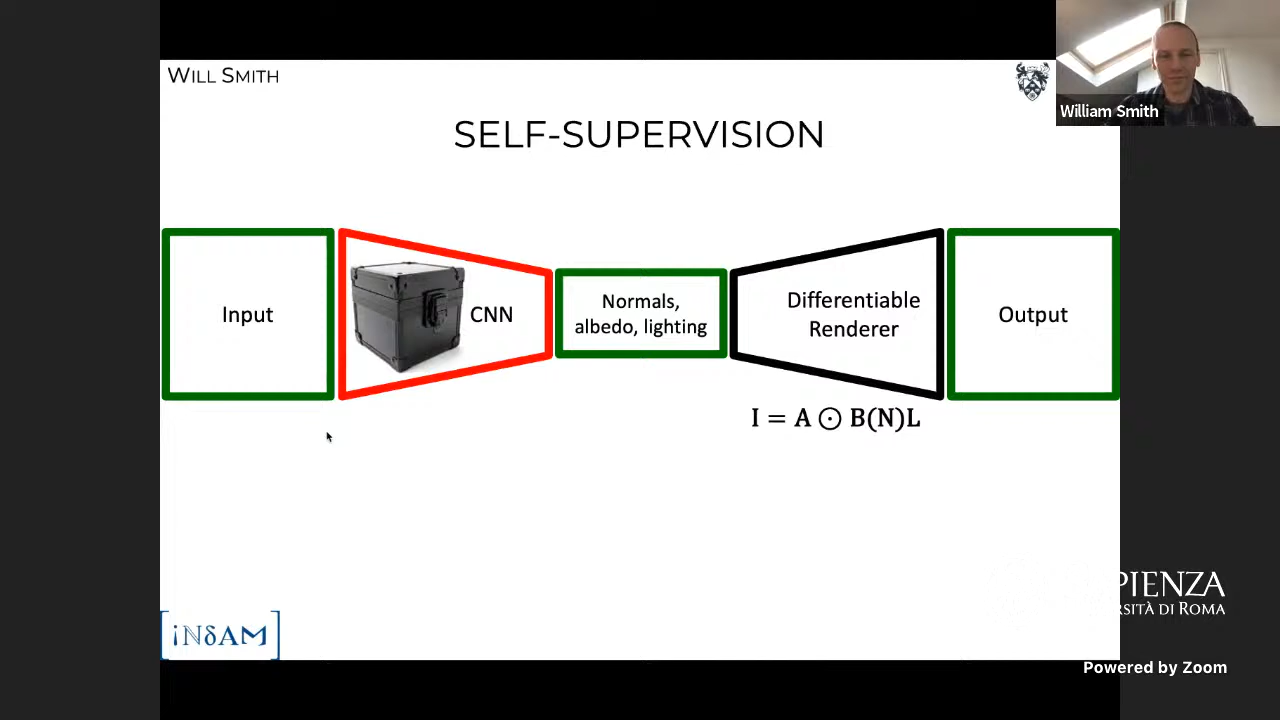 WILL SMITH
William Smith
SELF-SUPERVISION
Input
CNN
Normals,
albedo, lighting
Differentiable
Renderer
Output
I = A ⊙ B(N)L
PIENZA
RSITÀ DI ROMA
iNδAM
Powered by Zoom